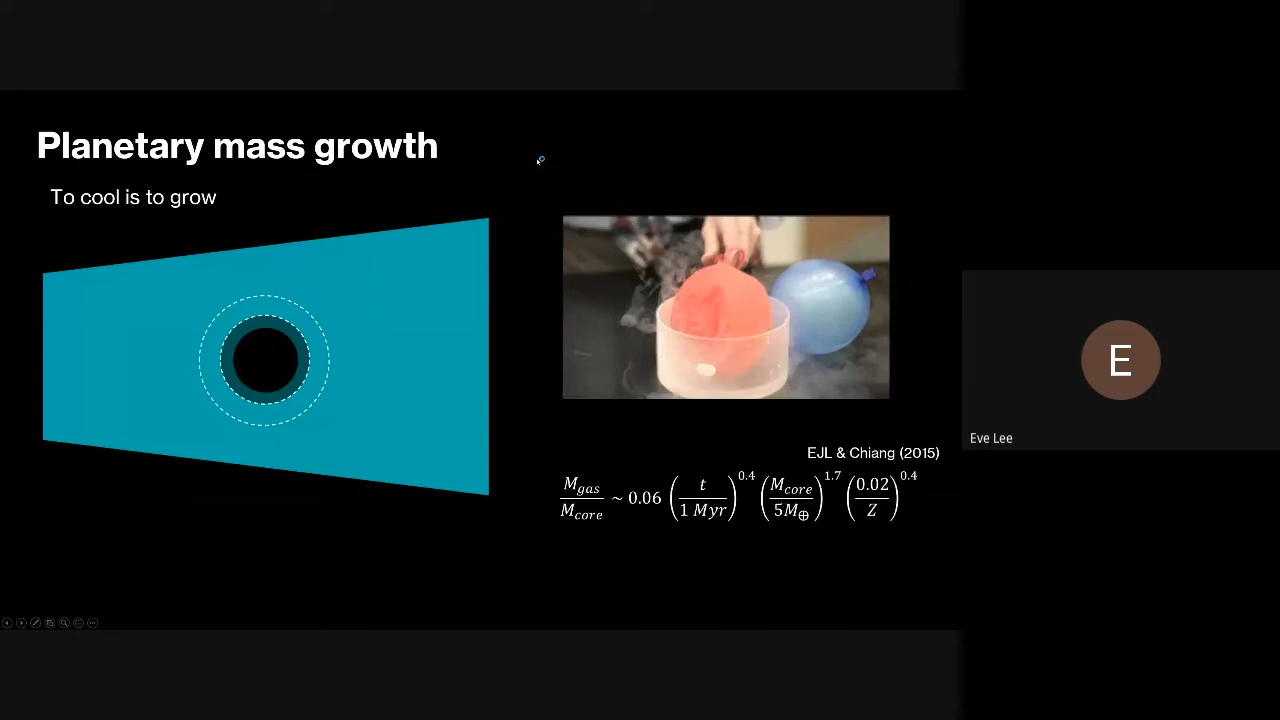 Planetary mass growth
To cool is to grow
EJL & Chiang (2015)
M_gas/M_core ~ 0.06 (t/1 Myr)^0.4 (M_core/5M⊕)^1.7 (0.02/Z)^0.4
E
Eve Lee